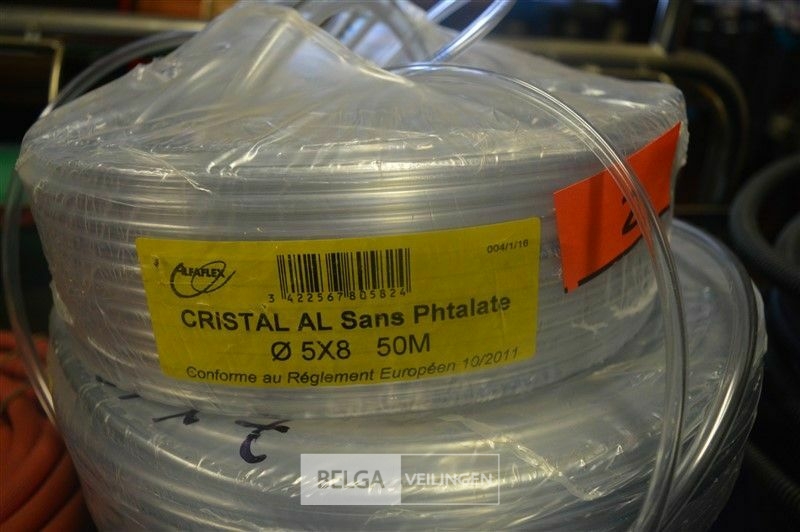 ALFAFLEX
004/1/16
3 422567 805824
CRISTAL AL Sans Phtalate
Ø 5X8 50M
Conforme au Réglement Européen 10/2011
BELGA VEILINGEN